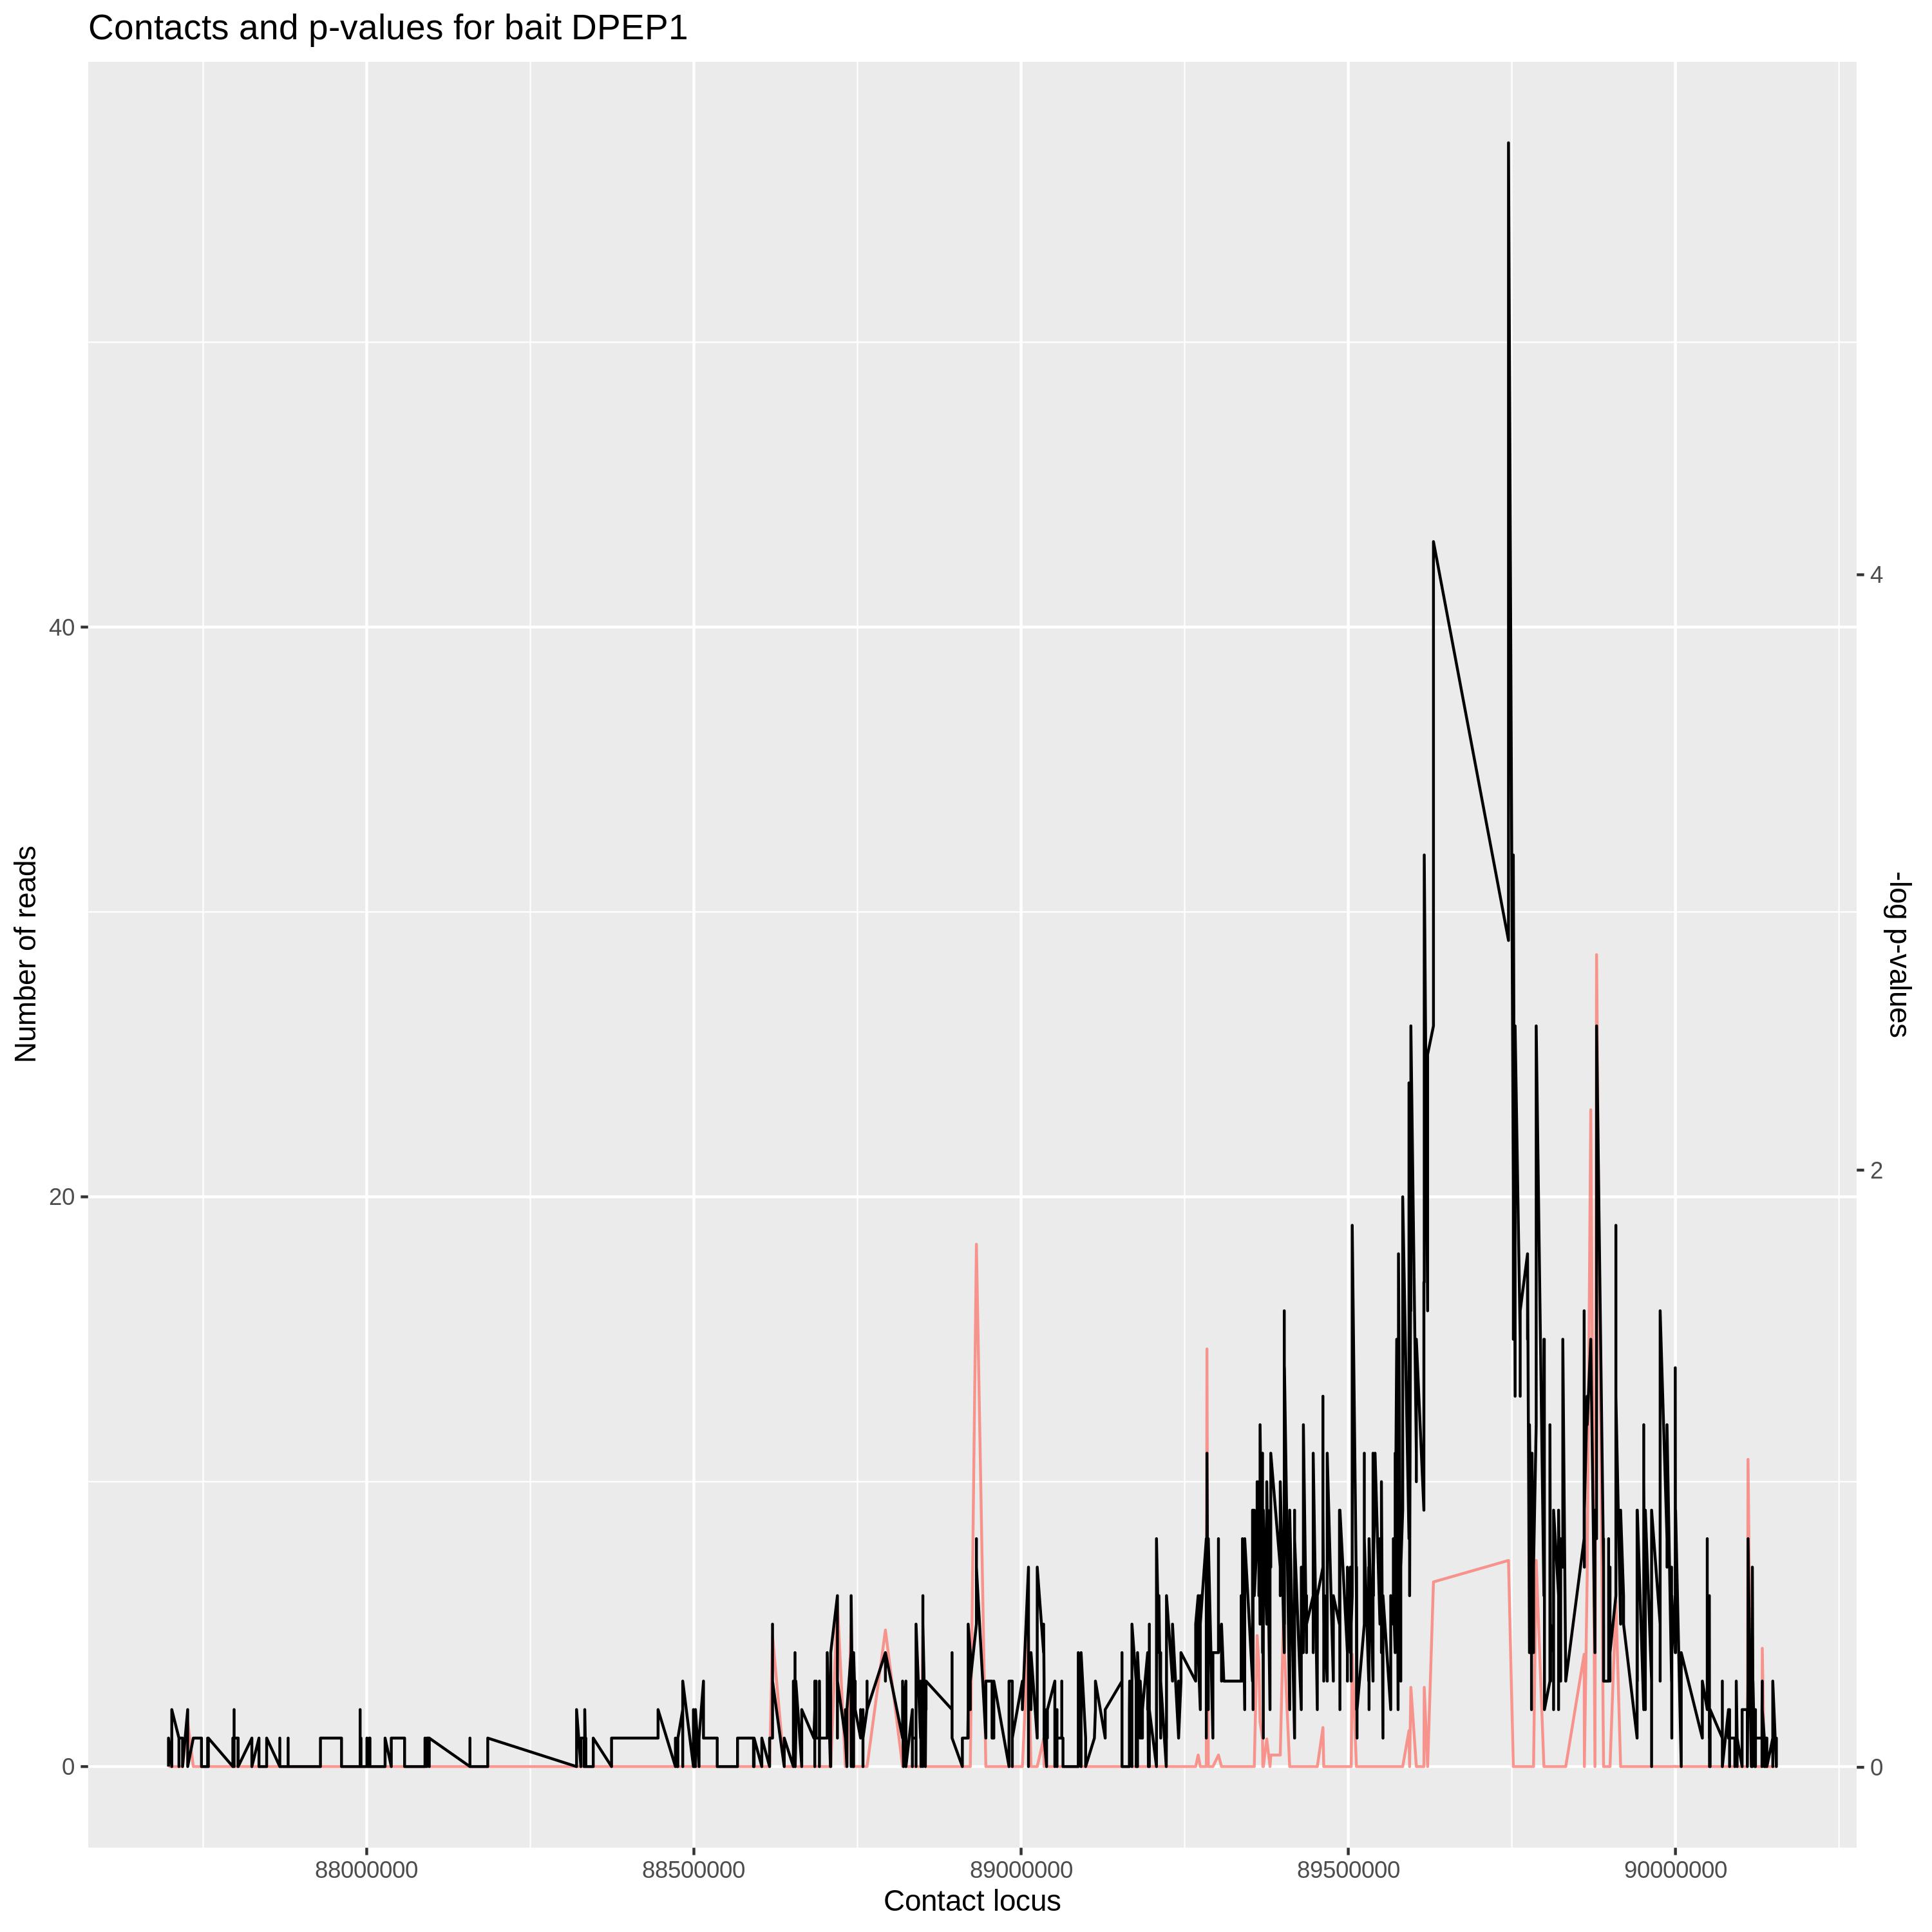 Contacts and p-values for bait DPEP1
Number of reads
40
20
0
4
2
0
-log p-values
88000000
88500000
89000000
89500000
90000000
Contact locus